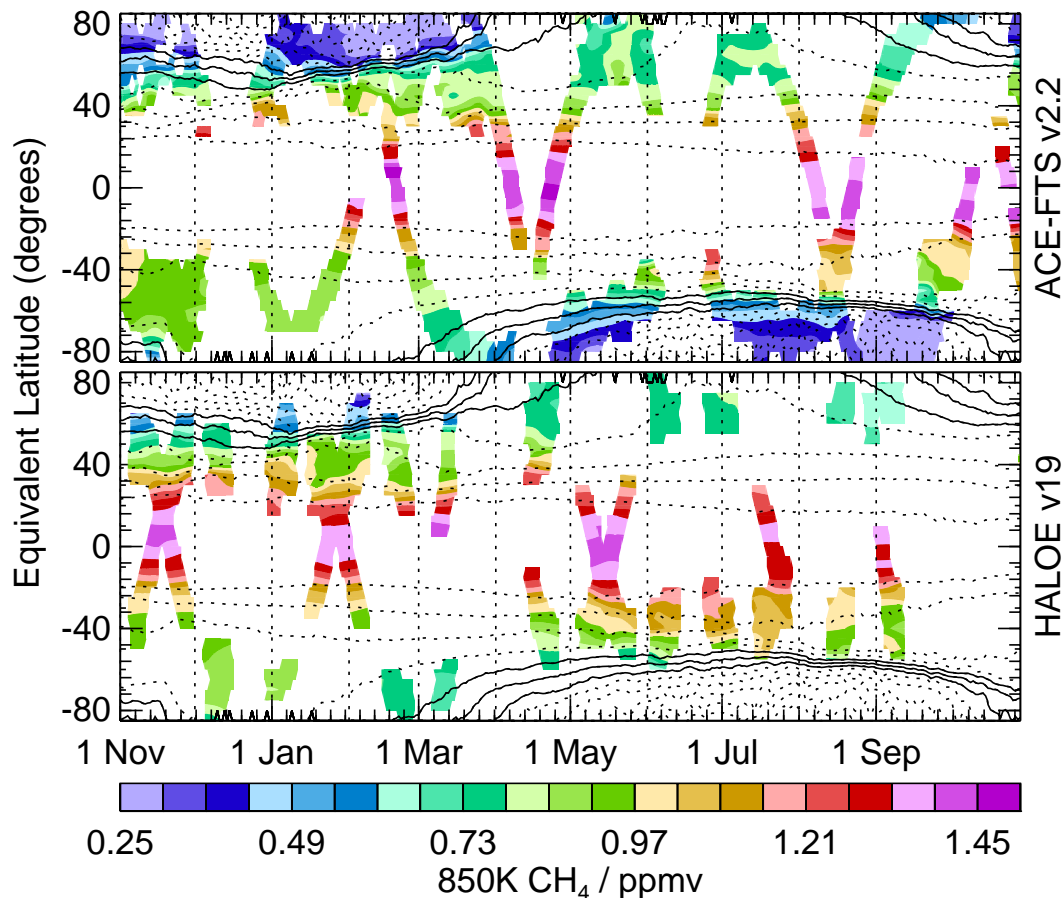 80
40
0
-40
-80
ACE-FTS v2.2
Equivalent Latitude (degrees)
80
40
0
-40
-80
HALOE v19
1 Nov 1 Jan 1 Mar 1 May 1 Jul 1 Sep
0.25 0.49 0.73 0.97 1.21 1.45
850K CH₄ / ppmv